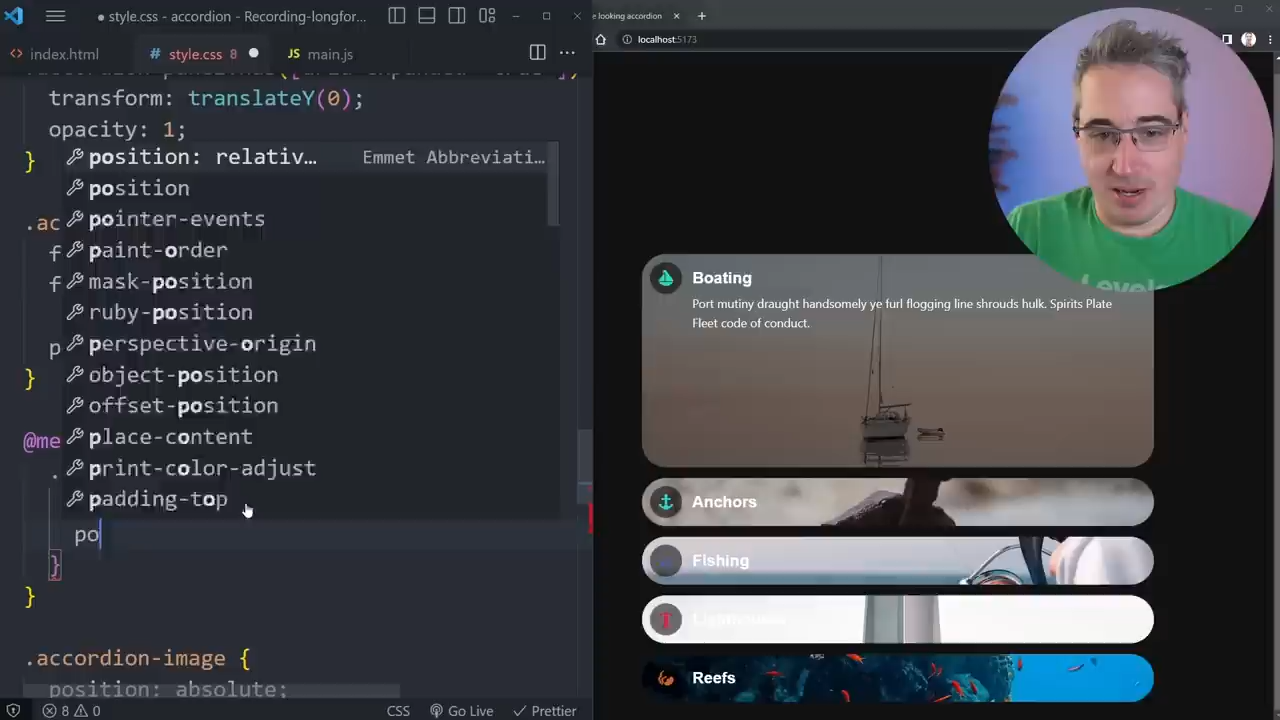 style.css - accordion - Recording-longfor...
index.html
style.css 8
JS main.js
transform: translateY(0);
opacity: 1;
}
position: relativ... Emmet Abbreviati...
position
pointer-events
.ac
paint-order
f
mask-position
f
ruby-position
perspective-origin
p
object-position
}
offset-position
place-content
@me
print-color-adjust
.
padding-top
po
}
}
.accordion-image {
position: absolute;
8 0 CSS Go Live Prettier
e looking accordion
localhost:5173
Levels
Boating
Port mutiny draught handsomely ye furl flogging line shrouds hulk. Spirits Plate
Fleet code of conduct.
Anchors
Fishing
Lighthouses
Reefs